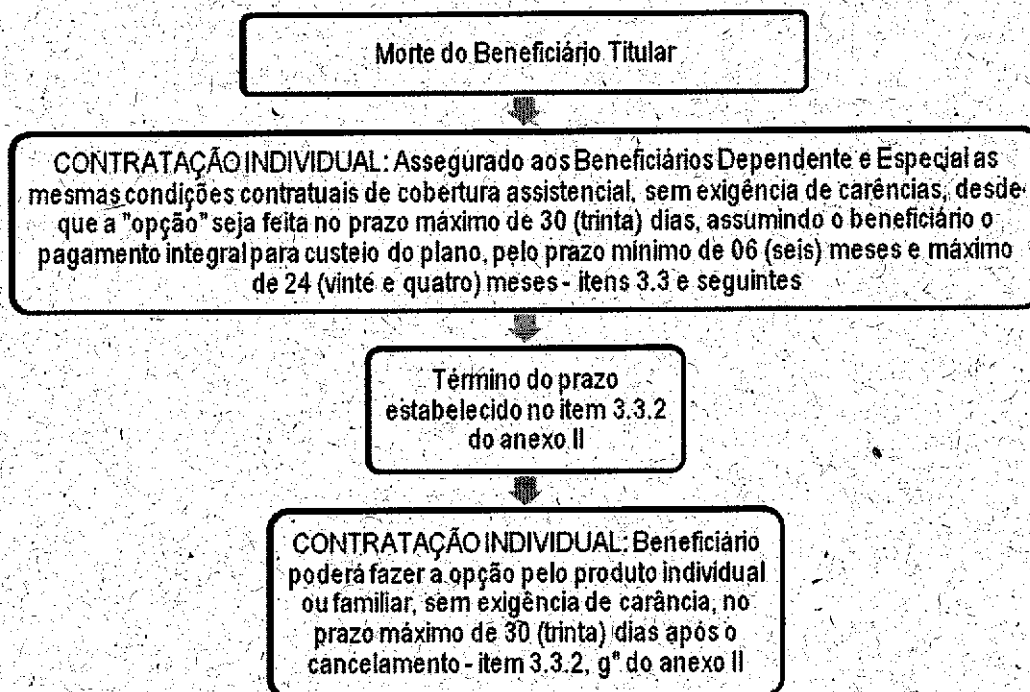 Morte do Beneficiário Titular
CONTRATAÇÃO INDIVIDUAL: Assegurado aos Beneficiários Dependente e Especial as
mesmas condições contratuais de cobertura assistencial, sem exigência de carências, desde
que a "opção" seja feita no prazo máximo de 30 (trinta) dias, assumindo o beneficiário o
pagamento integral para custeio do plano, pelo prazo mínimo de 06 (seis) meses e máximo
de 24 (vinte e quatro) meses - itens 3.3 e seguintes
Término do prazo
estabelecido no item 3.3.2
do anexo II
CONTRATAÇÃO INDIVIDUAL: Beneficiário
poderá fazer a opção pelo produto individual
ou familiar, sem exigência de carância, no
prazo máximo de 30 (trinta) dias após o
cancelamento - item 3.3.2, g" do anexo II